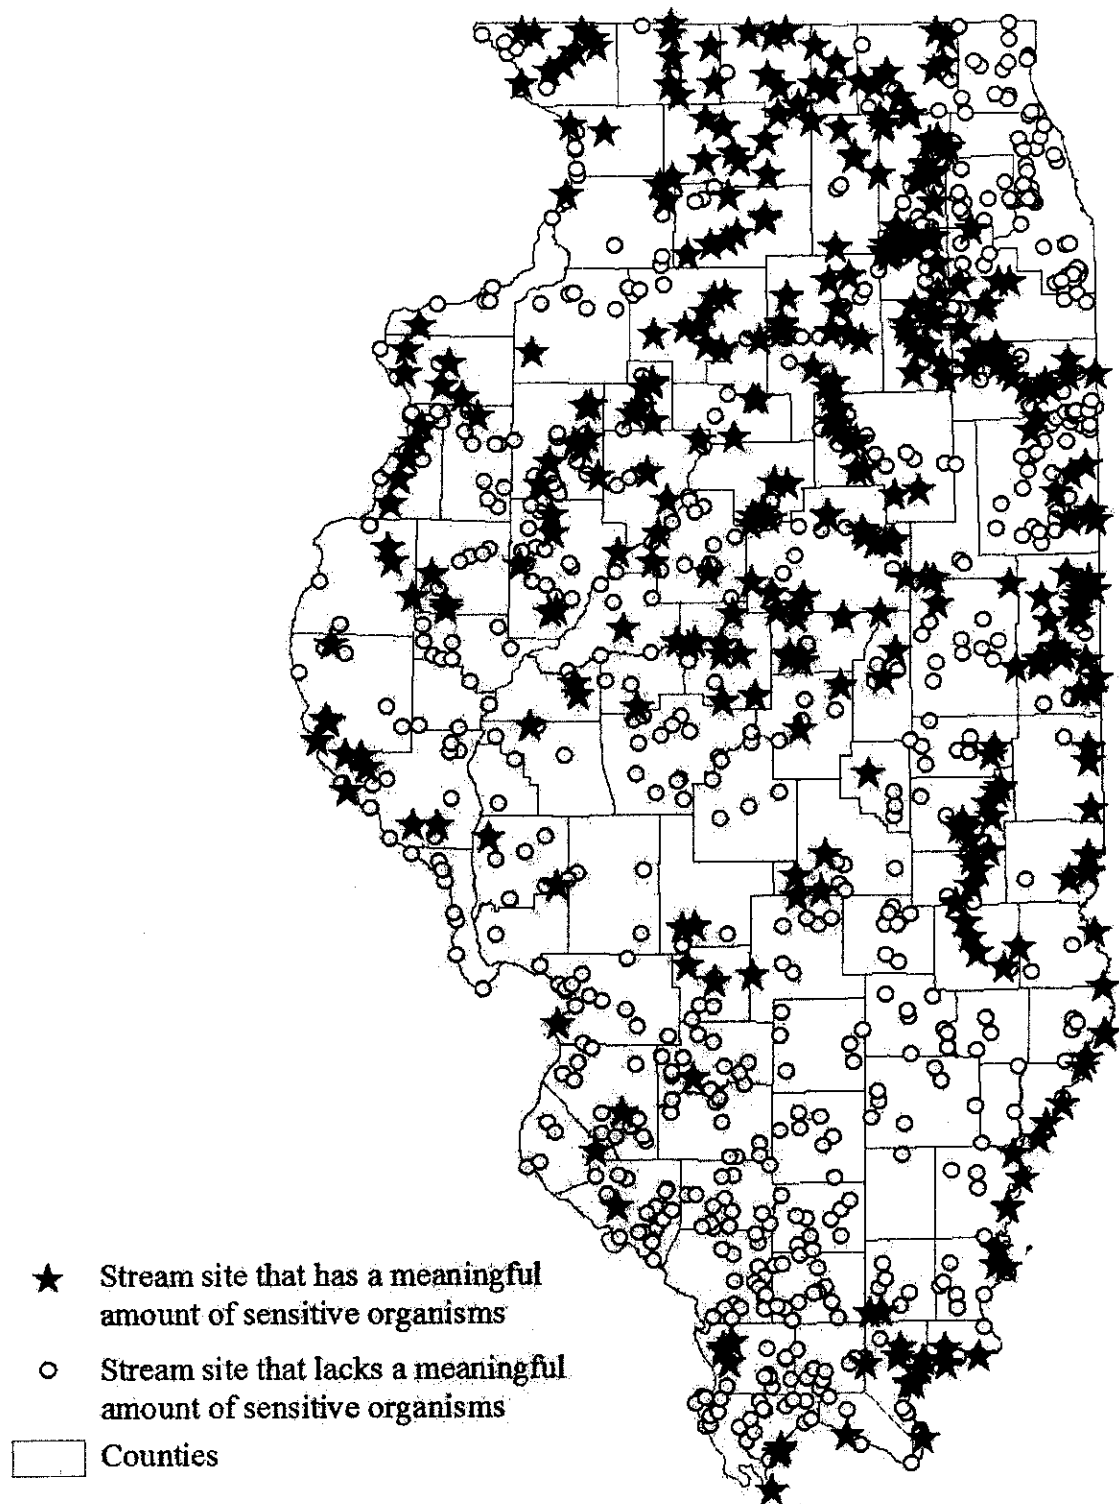 Stream site that has a meaningful
amount of sensitive organisms
Stream site that lacks a meaningful
amount of sensitive organisms
Counties